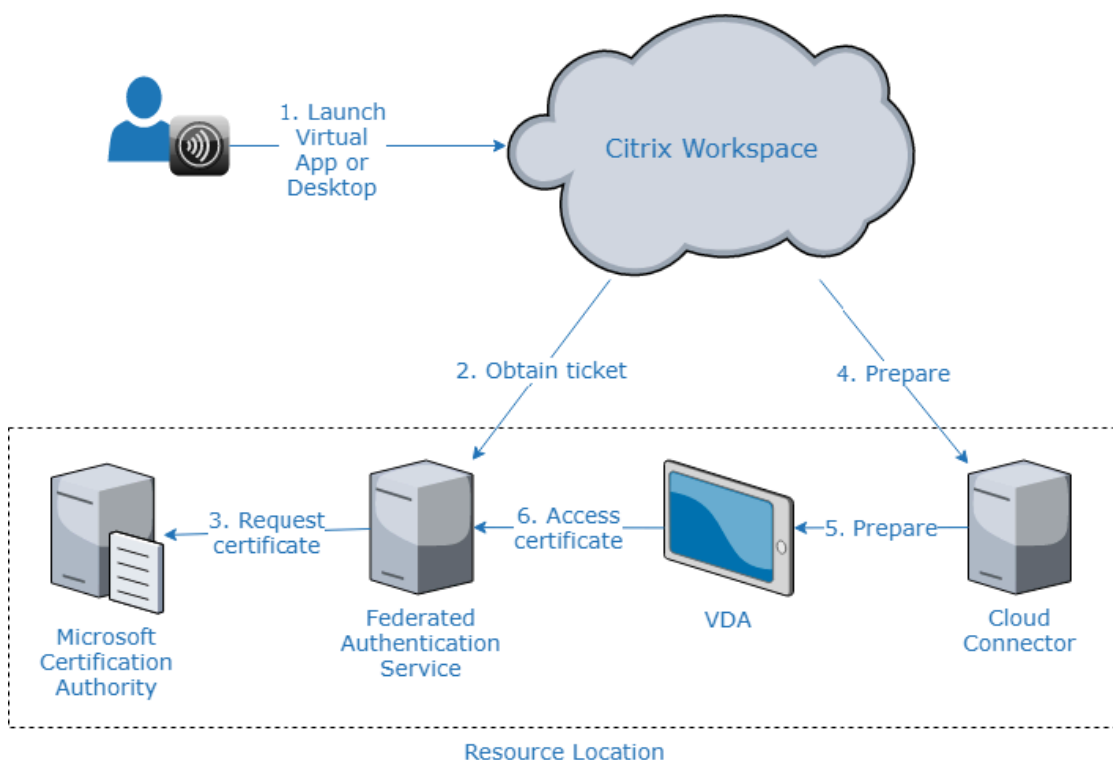 1. Launch
Virtual
App or
Desktop
Citrix Workspace
2. Obtain ticket
4. Prepare
3. Request
certificate
6. Access
certificate
5. Prepare
Microsoft
Certification
Authority
Federated
Authentication
Service
VDA
Cloud
Connector
Resource Location